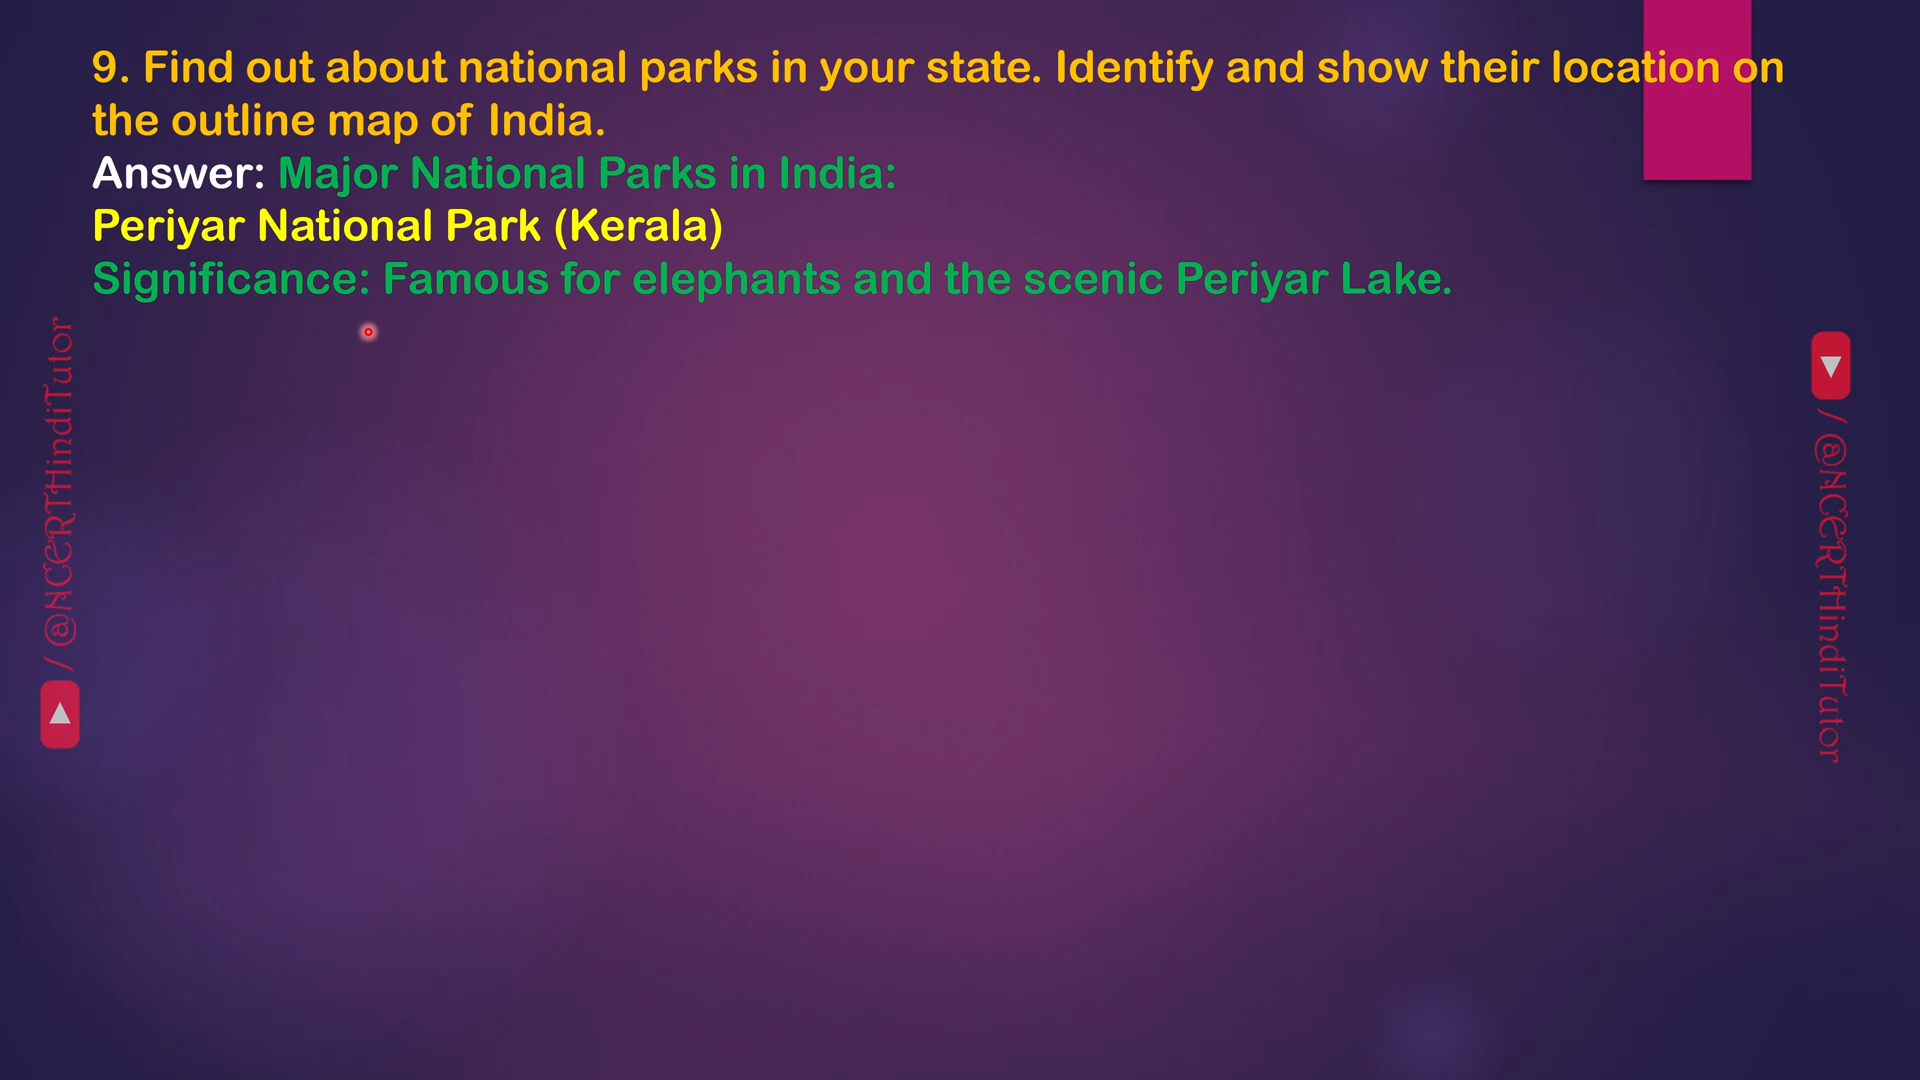 9. Find out about national parks in your state. Identify and show their location on
the outline map of India.
Answer: Major National Parks in India:
Periyar National Park (Kerala)
Significance: Famous for elephants and the scenic Periyar Lake.
/ @NCERTHindiTutor
/ @NCERTHindiTutor